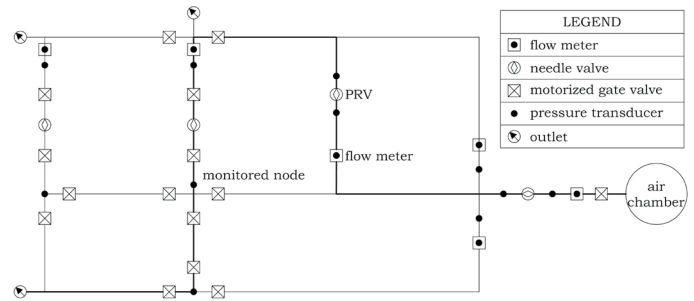 LEGEND
flow meter
needle valve
PRV
motorized gate valve
pressure transducer
outlet
flow meter
monitored node
air
chamber